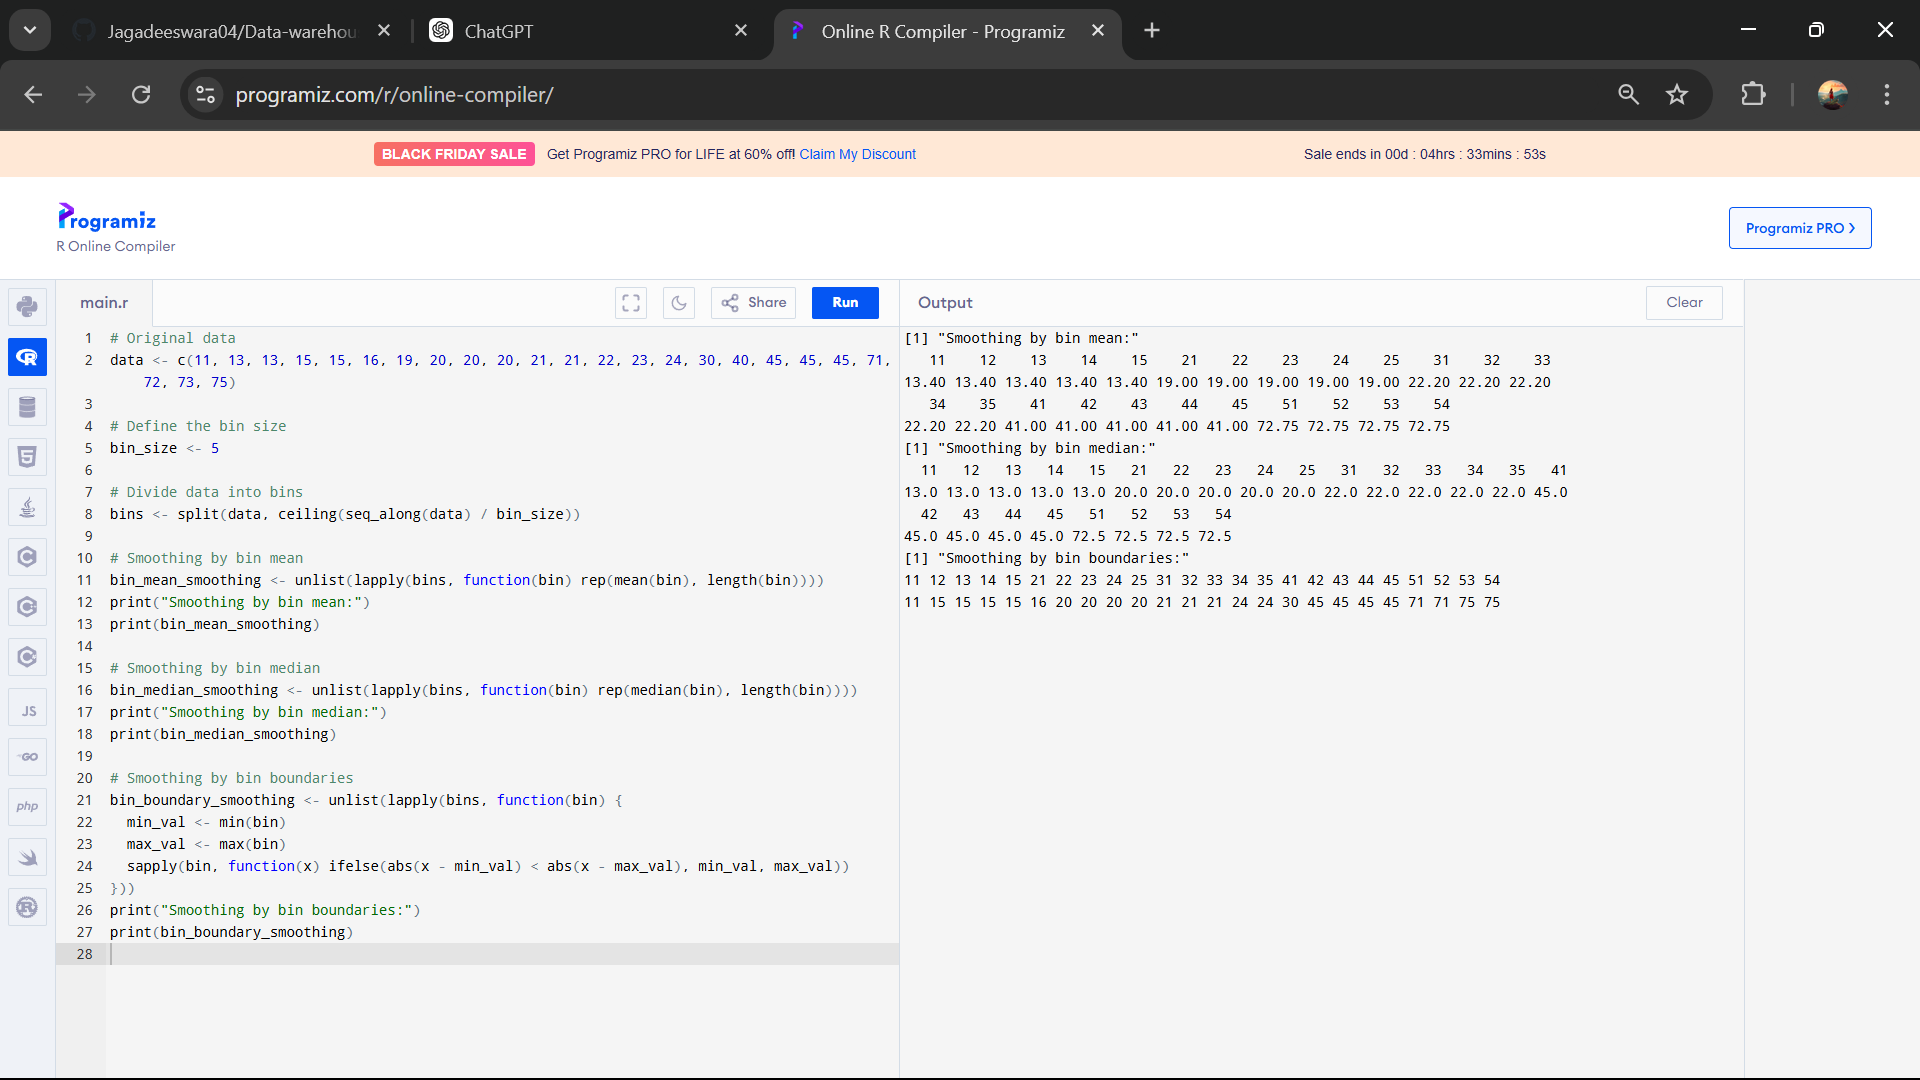 Jagadeeswara04/Data-warehou
ChatGPT
Online R Compiler - Programiz
programiz.com/r/online-compiler/
BLACK FRIDAY SALE Get Programiz PRO for LIFE at 60% off! Claim My Discount
Sale ends in 00d : 04hrs : 33mins : 53s
Programiz
R Online Compiler
Programiz PRO ›
main.r
Share
Run
JS
GO
php
1 # Original data
2 data <- c(11, 13, 13, 15, 15, 16, 19, 20, 20, 20, 21, 21, 22, 23, 24, 30, 40, 45, 45, 45, 71,
72, 73, 75)
3
4 # Define the bin size
5 bin_size <- 5
6
7 # Divide data into bins
8 bins <- split(data, ceiling(seq_along(data) / bin_size))
9
10 # Smoothing by bin mean
11 bin_mean_smoothing <- unlist(lapply(bins, function(bin) rep(mean(bin), length(bin))))
12 print("Smoothing by bin mean:")
13 print(bin_mean_smoothing)
14
15 # Smoothing by bin median
16 bin_median_smoothing <- unlist(lapply(bins, function(bin) rep(median(bin), length(bin))))
17 print("Smoothing by bin median:")
18 print(bin_median_smoothing)
19
20 # Smoothing by bin boundaries
21 bin_boundary_smoothing <- unlist(lapply(bins, function(bin) {
22 min_val <- min(bin)
23 max_val <- max(bin)
24 sapply(bin, function(x) ifelse(abs(x - min_val) < abs(x - max_val), min_val, max_val))
25 }))
26 print("Smoothing by bin boundaries:")
27 print(bin_boundary_smoothing)
28
Output
Clear
[1] "Smoothing by bin mean:"
11 12 13 14 15 21 22 23 24 25 31 32 33
13.40 13.40 13.40 13.40 13.40 19.00 19.00 19.00 19.00 19.00 22.20 22.20 22.20
34 35 41 42 43 44 45 51 52 53 54
22.20 22.20 41.00 41.00 41.00 41.00 41.00 72.75 72.75 72.75 72.75
[1] "Smoothing by bin median:"
11 12 13 14 15 21 22 23 24 25 31 32 33 34 35 41
13.0 13.0 13.0 13.0 13.0 20.0 20.0 20.0 20.0 20.0 22.0 22.0 22.0 22.0 22.0 45.0
42 43 44 45 51 52 53 54
45.0 45.0 45.0 45.0 72.5 72.5 72.5 72.5
[1] "Smoothing by bin boundaries:"
11 12 13 14 15 21 22 23 24 25 31 32 33 34 35 41 42 43 44 45 51 52 53 54
11 15 15 15 15 16 20 20 20 20 21 21 21 24 24 30 45 45 45 45 71 71 75 75